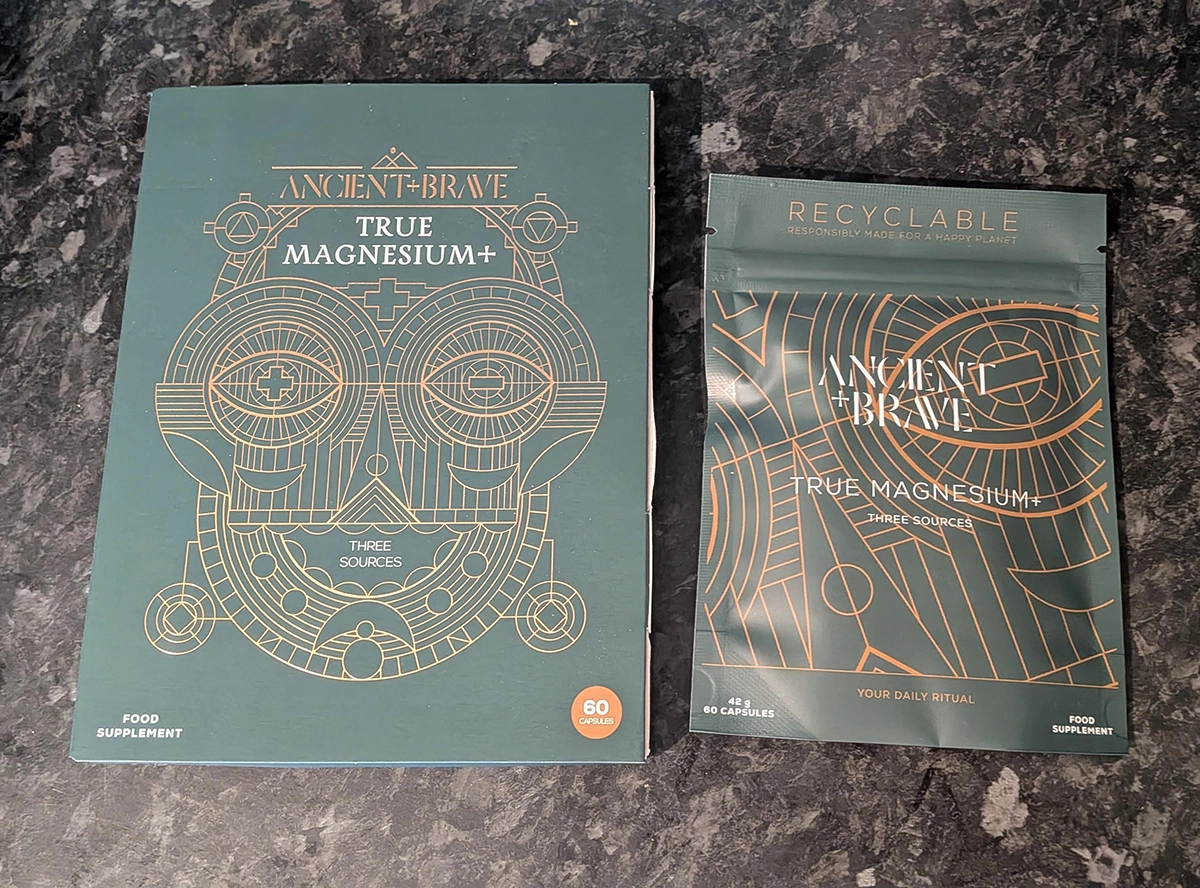 ANCIENT+BRAVE
TRUE
MAGNESIUM+
THREE
SOURCES
FOOD
SUPPLEMENT
60
CAPSULES
RECYCLABLE
RESPONSIBLY MADE FOR A HAPPY PLANET
ANCIENT
+BRAVE
TRUE MAGNESIUM+
THREE SOURCES
YOUR DAILY RITUAL
42 g
60 CAPSULES
FOOD
SUPPLEMENT